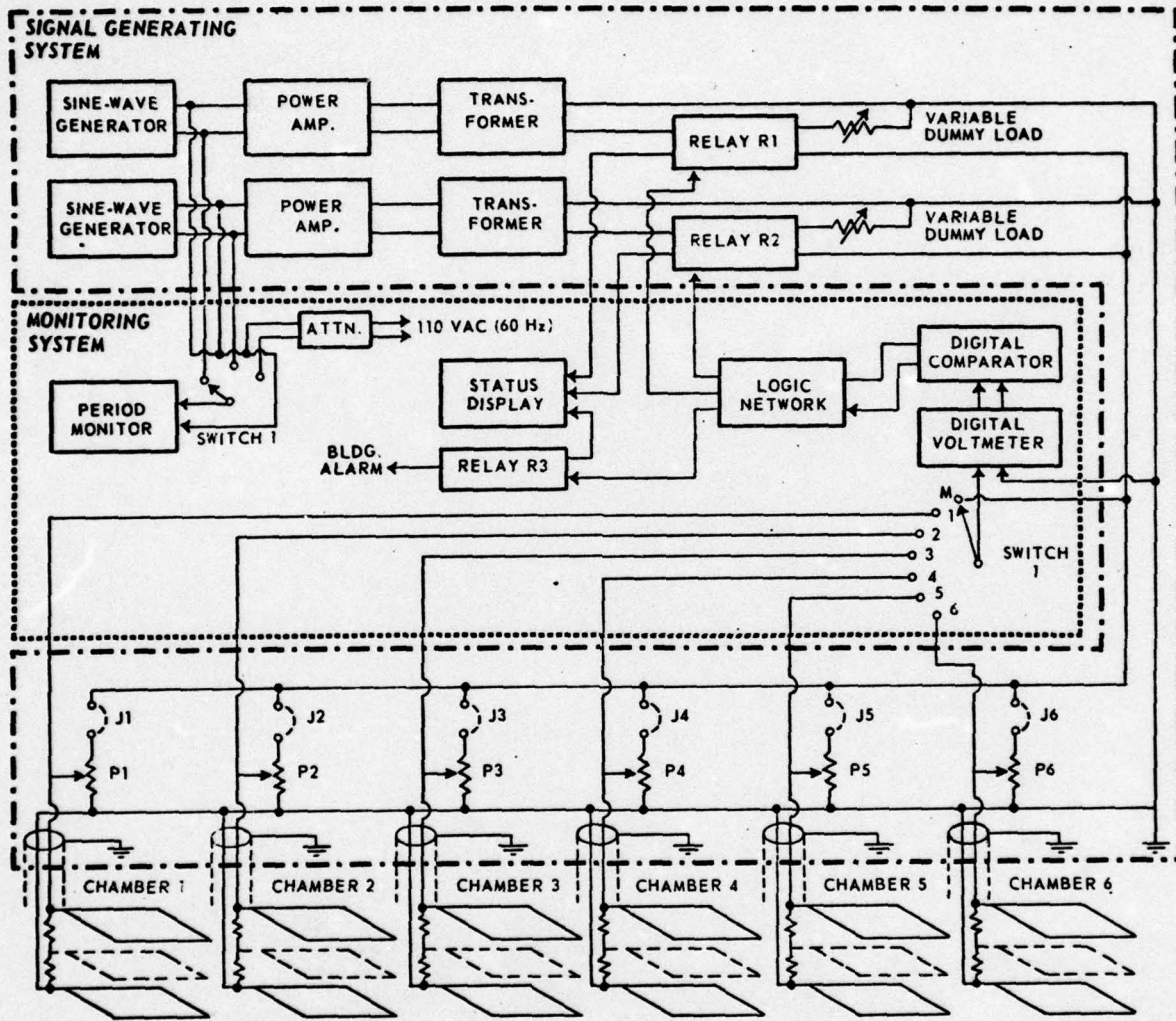 SIGNAL GENERATING
SYSTEM
SINE-WAVE
GENERATOR
POWER
AMP.
TRANS-
FORMER
RELAY R1
VARIABLE
DUMMY LOAD
SINE-WAVE
GENERATOR
POWER
AMP.
TRANS-
FORMER
RELAY R2
VARIABLE
DUMMY LOAD
MONITORING
SYSTEM
ATTN.
110 VAC (60 Hz)
PERIOD
MONITOR
SWITCH 1
STATUS
DISPLAY
LOGIC
NETWORK
DIGITAL
COMPARATOR
DIGITAL
VOLTMETER
BLDG.
ALARM
RELAY R3
M
1
2
3
4
5
6
SWITCH
1
J1
J2
J3
J4
J5
J6
P1
P2
P3
P4
P5
P6
CHAMBER 1
CHAMBER 2
CHAMBER 3
CHAMBER 4
CHAMBER 5
CHAMBER 6